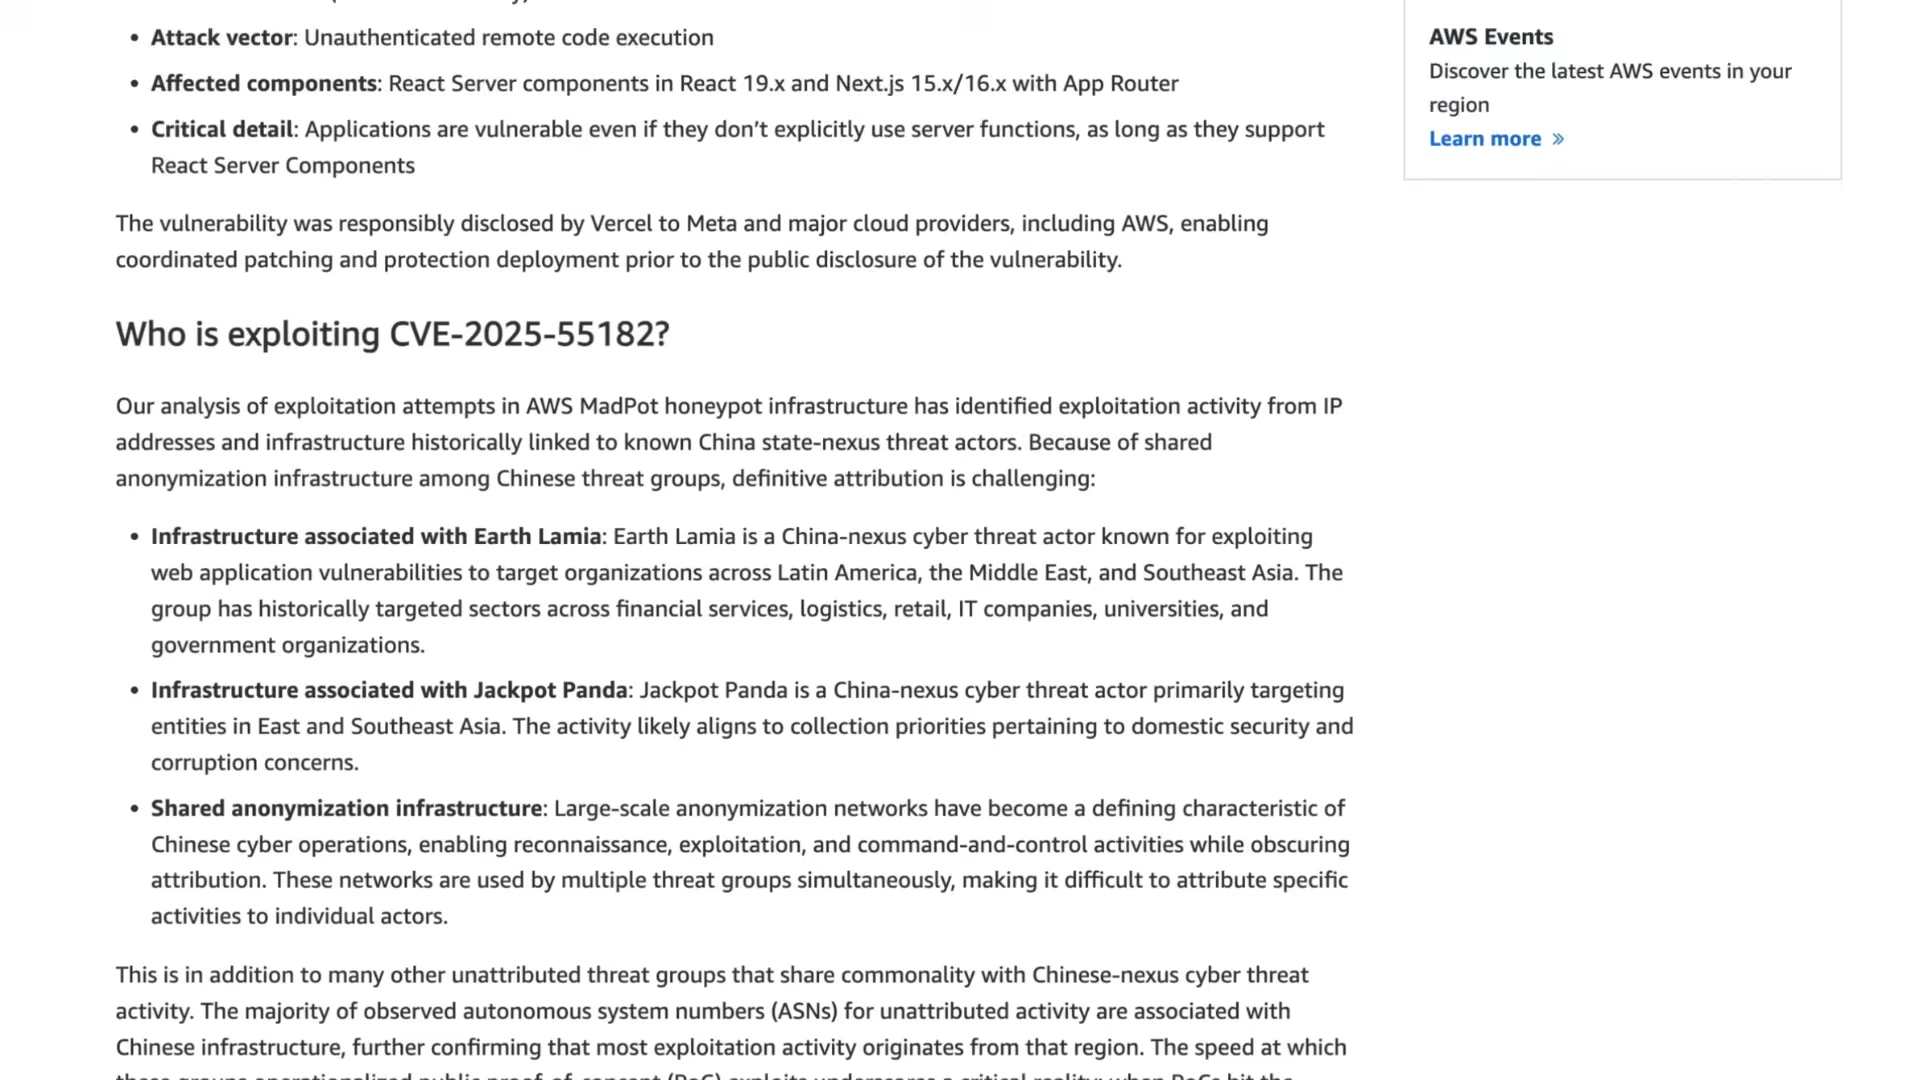 • Attack vector: Unauthenticated remote code execution
• Affected components: React Server components in React 19.x and Next.js 15.x/16.x with App Router
• Critical detail: Applications are vulnerable even if they don’t explicitly use server functions, as long as they support
React Server Components
The vulnerability was responsibly disclosed by Vercel to Meta and major cloud providers, including AWS, enabling
coordinated patching and protection deployment prior to the public disclosure of the vulnerability.
Who is exploiting CVE-2025-55182?
Our analysis of exploitation attempts in AWS MadPot honeypot infrastructure has identified exploitation activity from IP
addresses and infrastructure historically linked to known China state-nexus threat actors. Because of shared
anonymization infrastructure among Chinese threat groups, definitive attribution is challenging:
• Infrastructure associated with Earth Lamia: Earth Lamia is a China-nexus cyber threat actor known for exploiting
web application vulnerabilities to target organizations across Latin America, the Middle East, and Southeast Asia. The
group has historically targeted sectors across financial services, logistics, retail, IT companies, universities, and
government organizations.
• Infrastructure associated with Jackpot Panda: Jackpot Panda is a China-nexus cyber threat actor primarily targeting
entities in East and Southeast Asia. The activity likely aligns to collection priorities pertaining to domestic security and
corruption concerns.
• Shared anonymization infrastructure: Large-scale anonymization networks have become a defining characteristic of
Chinese cyber operations, enabling reconnaissance, exploitation, and command-and-control activities while obscuring
attribution. These networks are used by multiple threat groups simultaneously, making it difficult to attribute specific
activities to individual actors.
This is in addition to many other unattributed threat groups that share commonality with Chinese-nexus cyber threat
activity. The majority of observed autonomous system numbers (ASNs) for unattributed activity are associated with
Chinese infrastructure, further confirming that most exploitation activity originates from that region. The speed at which
these groups operationalized public proof-of-concept (PoC) exploits underscores a critical reality: when PoCs hit the
AWS Events
Discover the latest AWS events in your
region
Learn more »